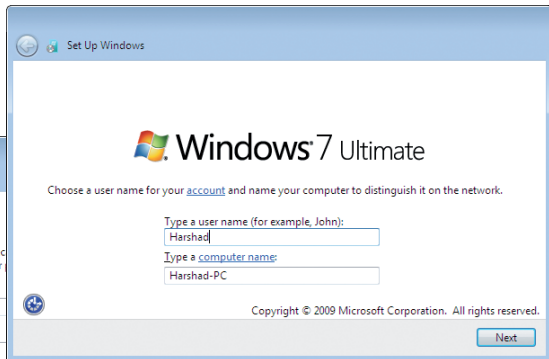 Set Up Windows
Windows 7 Ultimate
Choose a user name for your account and name your computer to distinguish it on the network.
Type a user name (for example, John):
Harshad
Type a computer name:
Harshad-PC
Copyright © 2009 Microsoft Corporation. All rights reserved.
Next